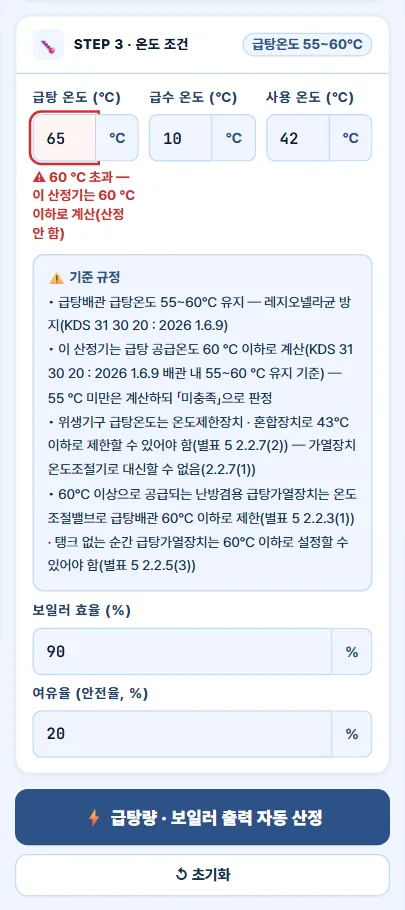 STEP 3 · 온도 조건
급탕온도 55~60°C
급탕 온도 (°C)
급수 온도 (°C)
사용 온도 (°C)
65
°C
10
°C
42
°C
⚠ 60 °C 초과 —
이 산정기는 60 °C
이하로 계산(산정
안 함)
⚠️ 기준 규정
• 급탕배관 급탕온도 55~60°C 유지 — 레지오넬라균 방
지(KDS 31 30 20 : 2026 1.6.9)
• 이 산정기는 급탕 공급온도 60 °C 이하로 계산(KDS 31
30 20 : 2026 1.6.9 배관 내 55~60 °C 유지 기준) —
55 °C 미만은 계산하되 「미충족」으로 판정
• 위생기구 급탕온도는 온도제한장치 · 혼합장치로 43°C
이하로 제한할 수 있어야 함(별표 5 2.2.7(2)) — 가열장치
온도조절기로 대신할 수 없음(2.2.7(1))
• 60°C 이상으로 공급되는 난방겸용 급탕가열장치는 온도
조절밸브로 급탕배관 60°C 이하로 제한(별표 5 2.2.3(1))
· 탱크 없는 순간 급탕가열장치는 60°C 이하로 설정할 수
있어야 함(별표 5 2.2.5(3))
보일러 효율 (%)
90
%
여유율 (안전율, %)
20
%
⚡ 급탕량 · 보일러 출력 자동 산정
↺ 초기화